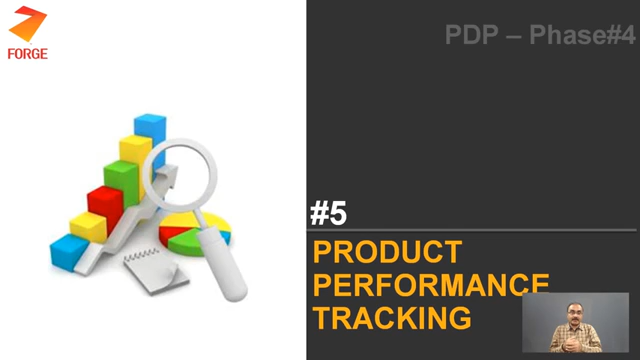 FORGE
PDP – Phase#4
#5
PRODUCT
PERFORMANCE
TRACKING